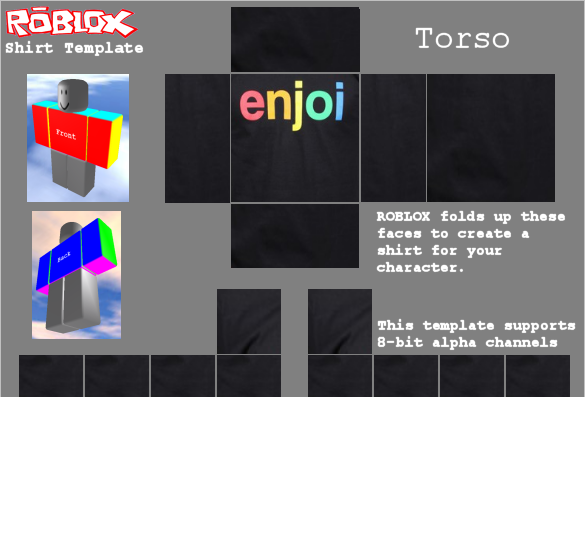 ROBLOX
Shirt Template
Torso
enjoi
Front
Back
ROBLOX folds up these
faces to create a
shirt for your
character.
This template supports
8-bit alpha channels